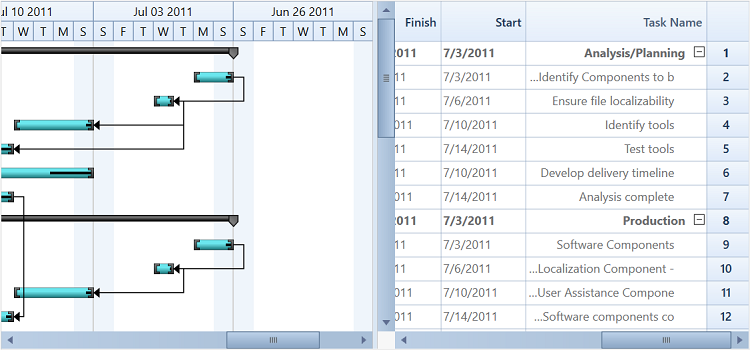 ul 10 2011 Jul 03 2011 Jun 26 2011
T W T F S S M T W T F S S M T W T F S
Finish Start Task Name
2011 7/3/2011 Analysis/Planning 1
11 7/3/2011 ...Identify Components to b 2
11 7/6/2011 Ensure file localizability 3
011 7/10/2011 Identify tools 4
11 7/14/2011 Test tools 5
011 7/10/2011 Develop delivery timeline 6
11 7/14/2011 Analysis complete 7
2011 7/3/2011 Production 8
11 7/3/2011 Software Components 9
11 7/6/2011 ...Localization Component - 10
011 7/10/2011 ...User Assistance Compone 11
011 7/14/2011 ...Software components co 12